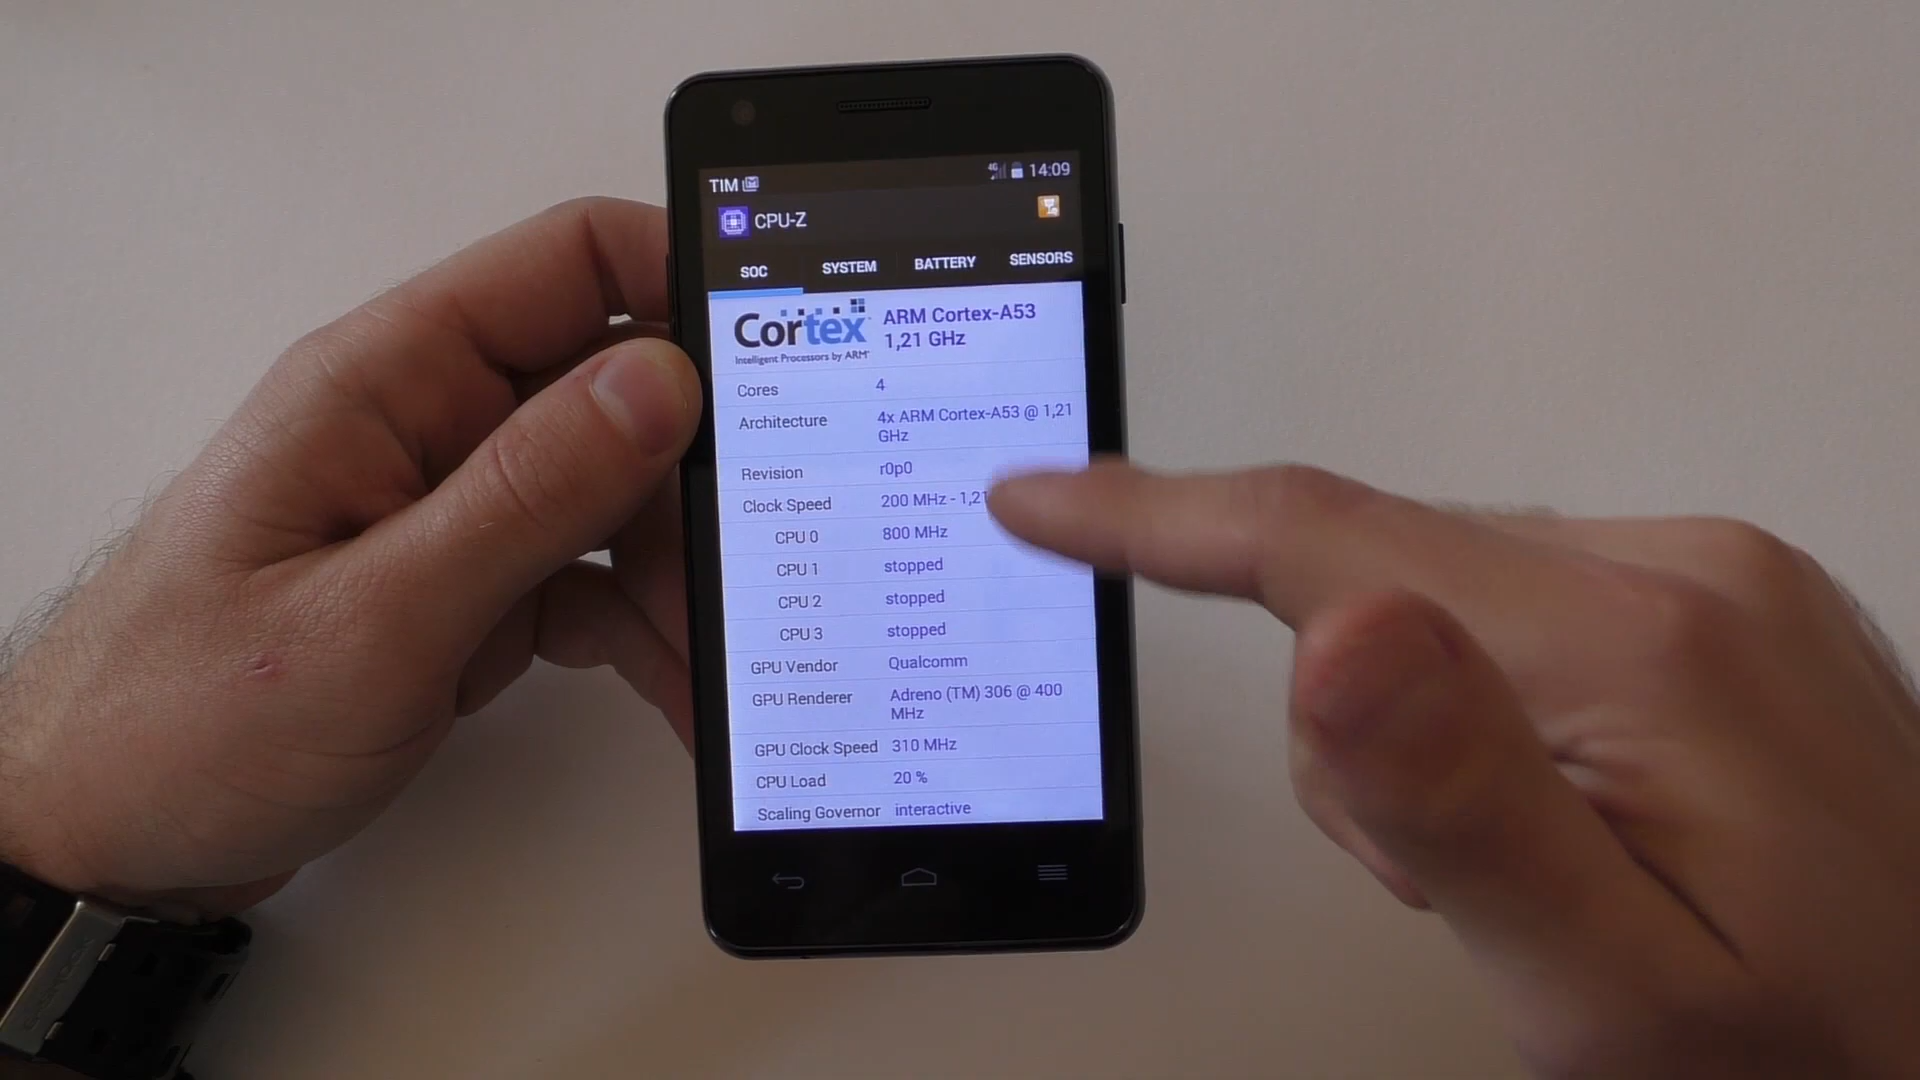 TIM 4G 14:09
CPU-Z
SOC SYSTEM BATTERY SENSORS
Cortex
Intelligent Processors by ARM
ARM Cortex-A53
1,21 GHz
Cores 4
Architecture 4x ARM Cortex-A53 @ 1,21
GHz
Revision r0p0
Clock Speed 200 MHz - 1,21
CPU 0 800 MHz
CPU 1 stopped
CPU 2 stopped
CPU 3 stopped
GPU Vendor Qualcomm
GPU Renderer Adreno (TM) 306 @ 400
MHz
GPU Clock Speed 310 MHz
CPU Load 20 %
Scaling Governor interactive